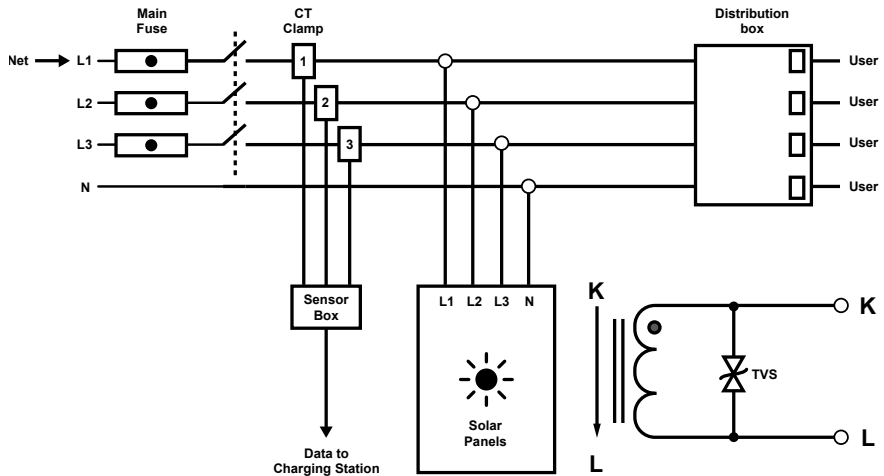 Main
Fuse
CT
Clamp
Distribution
box
Net
L1
1
User
L2
2
User
L3
3
User
N
User
Sensor
Box
L1 L2 L3 N
K
K
TVS
Solar
Panels
L
L
Data to
Charging Station